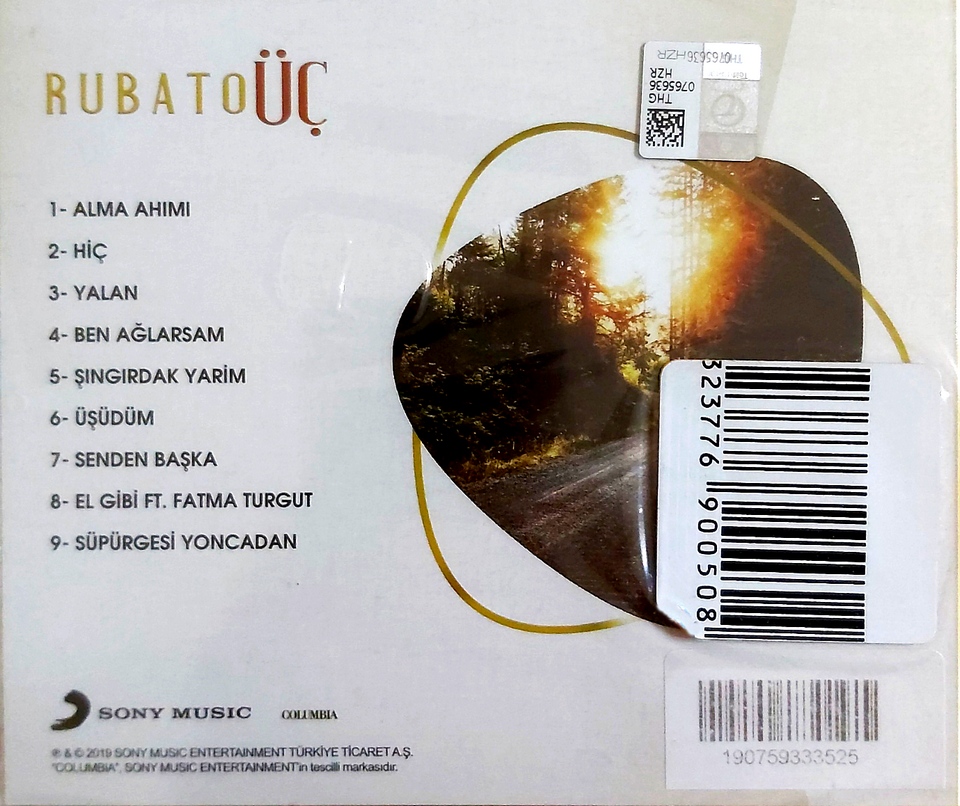 RUBATO ÜÇ
THG
0765636
HZR
TH0765636HZR
1- ALMA AHIMI
2- HİÇ
3- YALAN
4- BEN AĞLARSAM
5- ŞINGIRDAK YARİM
6- ÜŞÜDÜM
7- SENDEN BAŞKA
8- EL GİBİ FT. FATMA TURGUT
9- SÜPÜRGESİ YONCADAN
323776 900508
SONY MUSIC COLUMBIA
190759333525
℗ & © 2019 SONY MUSIC ENTERTAINMENT TÜRKİYE TİCARET A.Ş.
"COLUMBIA", SONY MUSIC ENTERTAINMENT'in tescilli markasıdır.